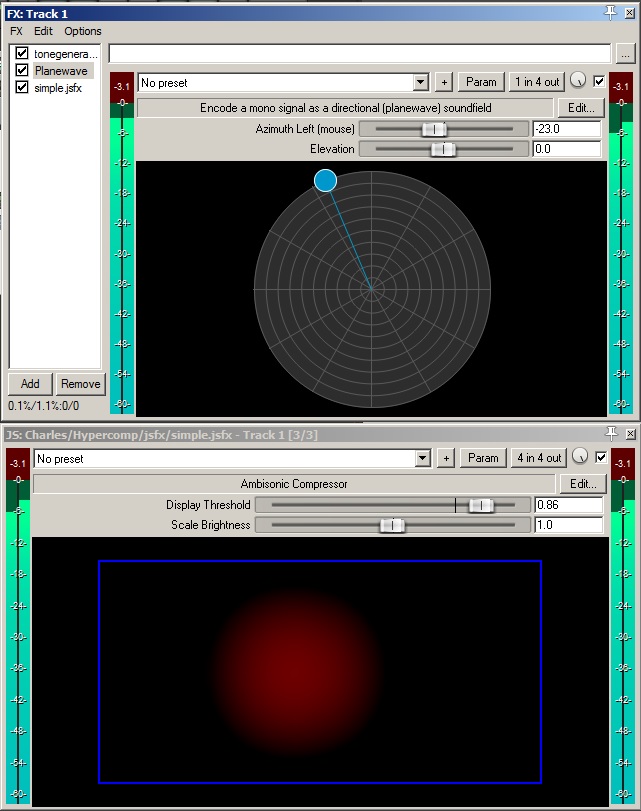 FX: Track 1
FX Edit Options
tonegenera...
Planewave
simple.jsfx
...
No preset + Param 1 in 4 out
Encode a mono signal as a directional (planewave) soundfield Edit...
Azimuth Left (mouse) -23.0
Elevation 0.0
-3.1 -3.1
-0- -0-
-6- -6-
-12- -12-
-18- -18-
-24- -24-
-30- -30-
-36- -36-
-42- -42-
-48- -48-
-54- -54-
-60- -60-
Add Remove
0.1%/1.1%:0/0
JS: Charles/Hypercomp/jsfx/simple.jsfx - Track 1 [3/3]
No preset + Param 4 in 4 out
Ambisonic Compressor Edit...
Display Threshold 0.86
Scale Brightness 1.0
-3.1 -3.1
-0- -0-
-6- -6-
-12- -12-
-18- -18-
-24- -24-
-30- -30-
-36- -36-
-42- -42-
-48- -48-
-54- -54-
-60- -60-